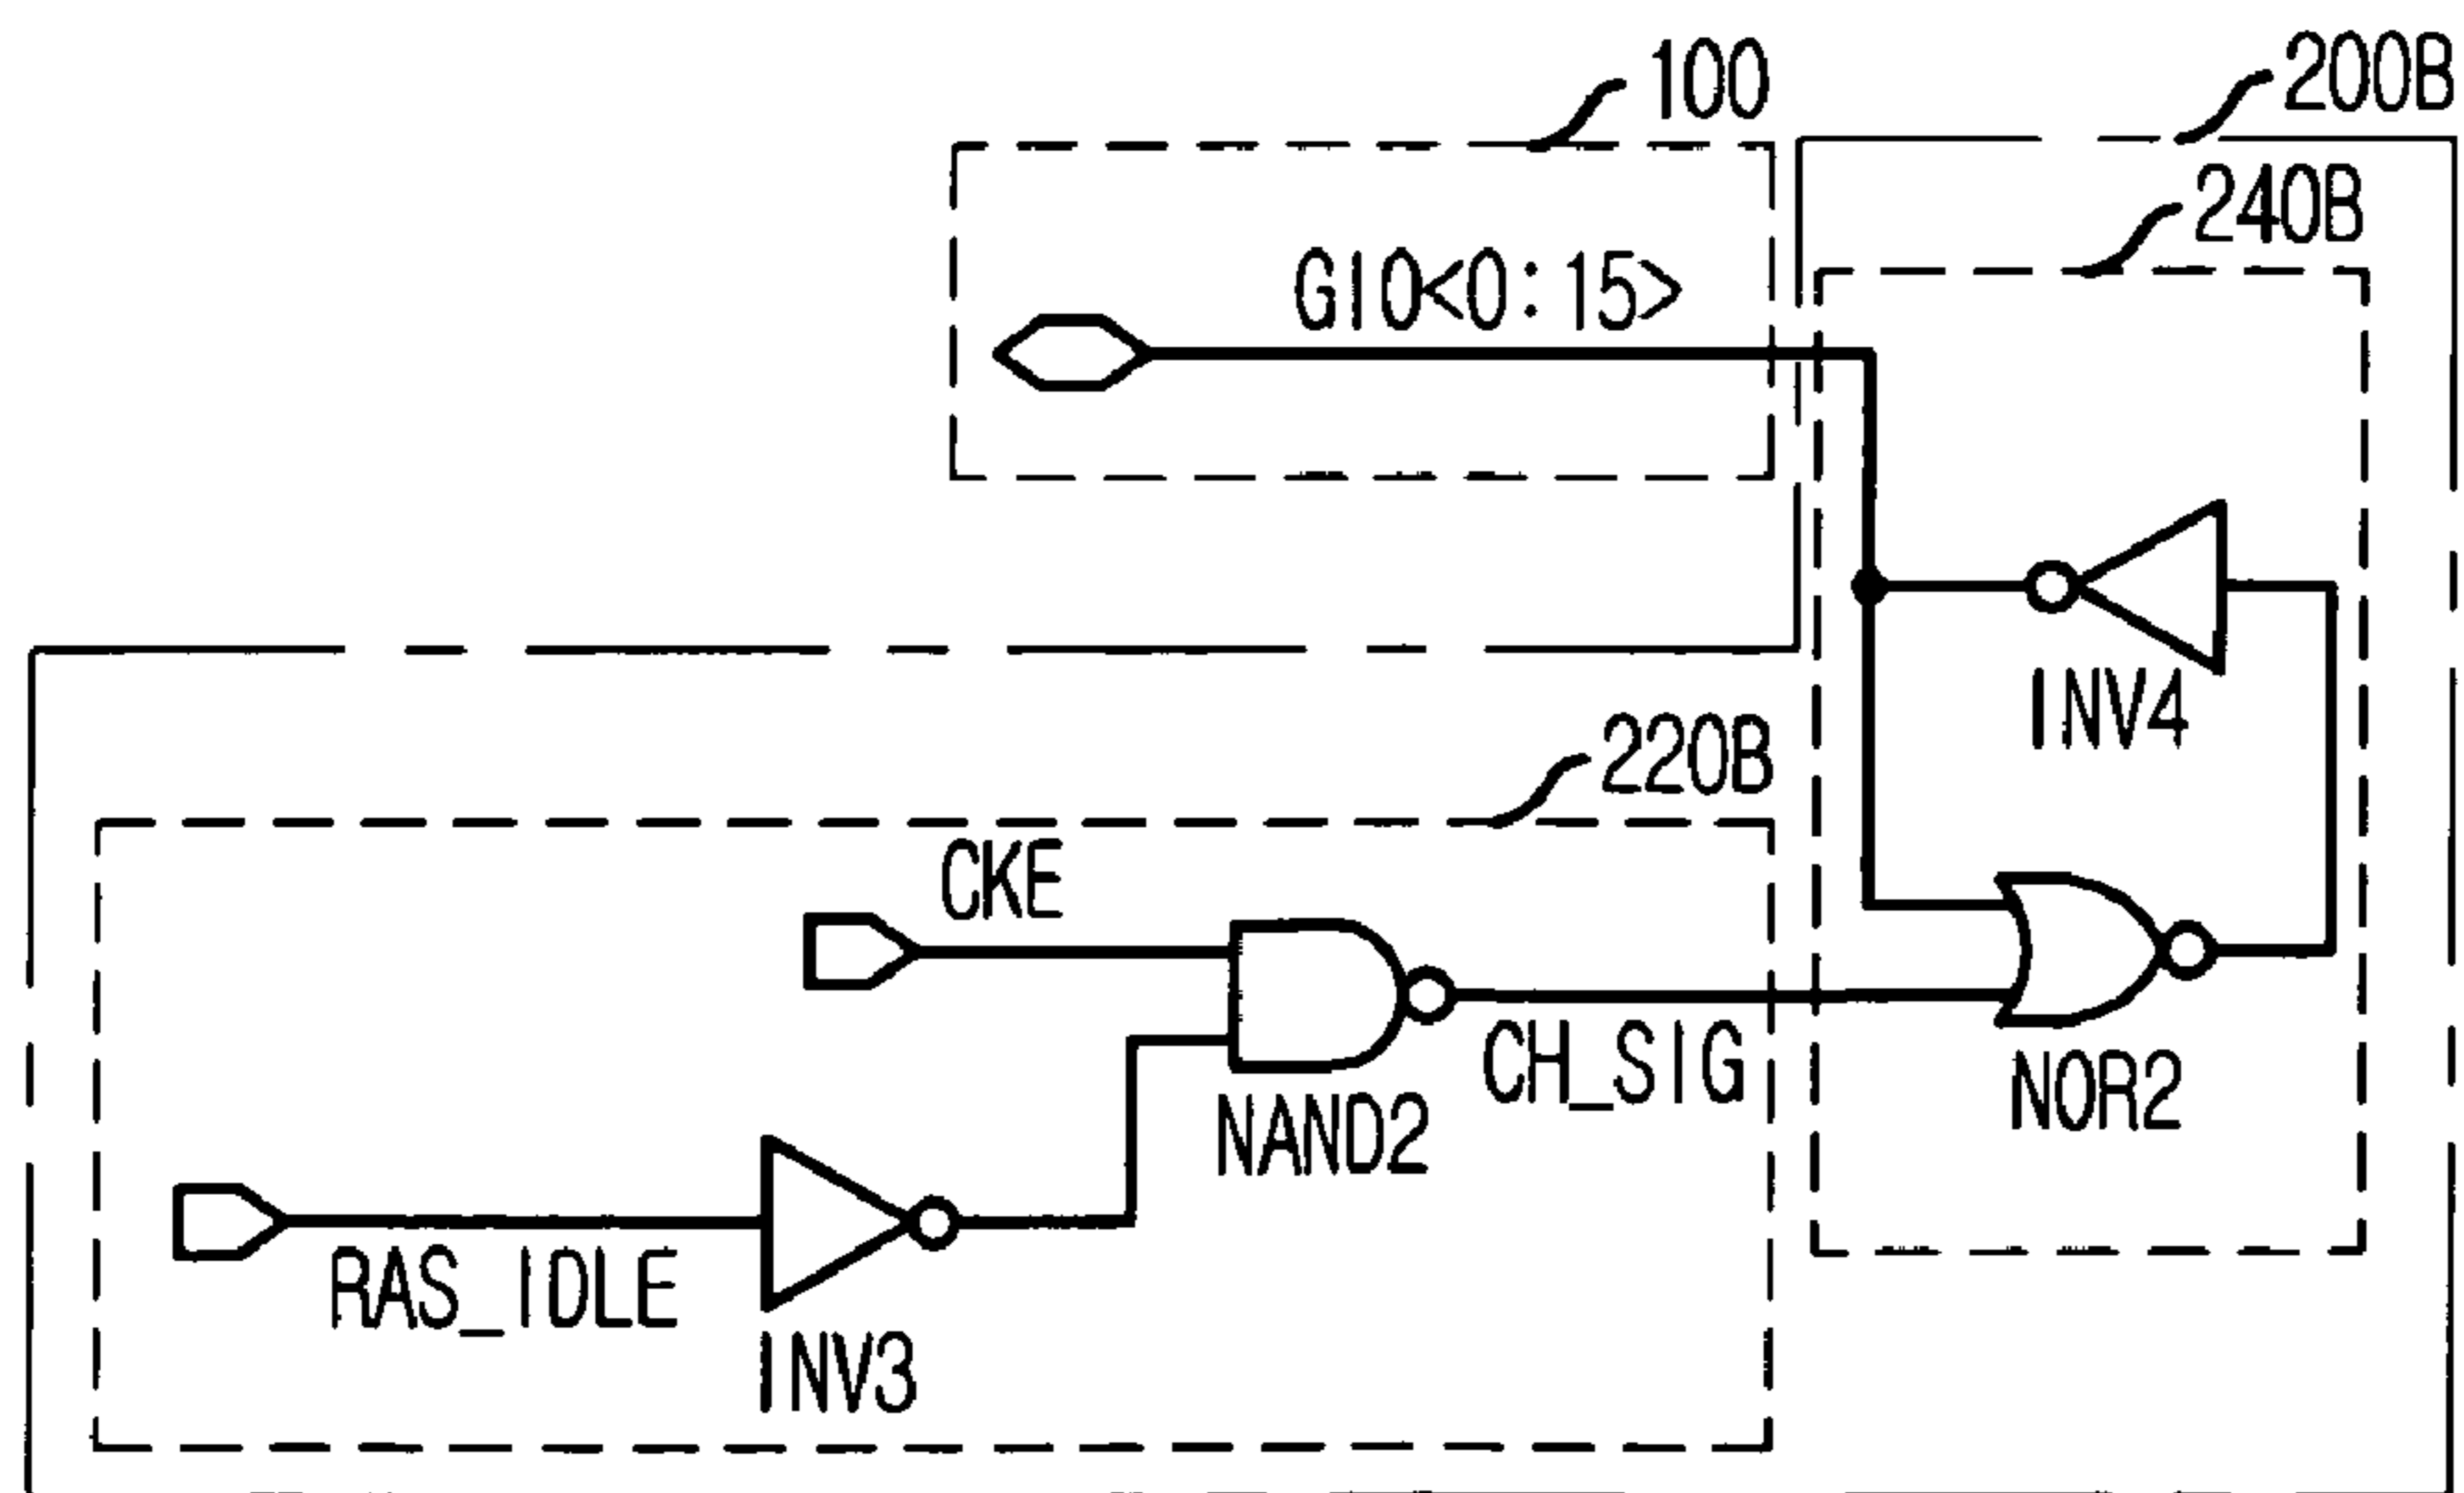 100
200B
240B
GIO<0:15>
INV4
220B
CKE
CH_SIG
NAND2
NOR2
RAS_IDLE
INV3